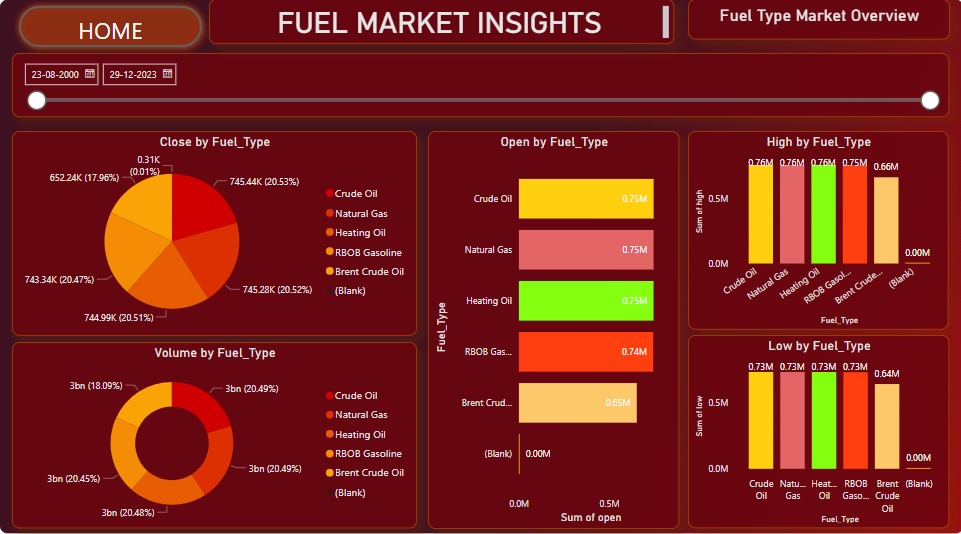 HOME
FUEL MARKET INSIGHTS
Fuel Type Market Overview
23-08-2000
29-12-2023
Close by Fuel_Type
0.31K
(0.01%)
652.24K (17.96%)
745.44K (20.53%)
743.34K (20.47%)
745.28K (20.52%)
744.99K (20.51%)
Crude Oil
Natural Gas
Heating Oil
RBOB Gasoline
Brent Crude Oil
(Blank)
Volume by Fuel_Type
3bn (18.09%)
3bn (20.49%)
3bn (20.45%)
3bn (20.49%)
3bn (20.48%)
Crude Oil
Natural Gas
Heating Oil
RBOB Gasoline
Brent Crude Oil
(Blank)
Open by Fuel_Type
Fuel_Type
Crude Oil
0.75M
Natural Gas
0.75M
Heating Oil
0.75M
RBOB Gas...
0.74M
Brent Crud...
0.65M
(Blank)
0.00M
0.0M
0.5M
Sum of open
High by Fuel_Type
Sum of high
0.5M
0.0M
0.76M
0.76M
0.76M
0.75M
0.66M
0.00M
Crude Oil
Natural Gas
Heating Oil
RBOB Gasol...
Brent Crude...
(Blank)
Fuel_Type
Low by Fuel_Type
Sum of low
0.5M
0.0M
0.73M
0.73M
0.73M
0.73M
0.64M
0.00M
Crude
Oil
Natu...
Gas
Heat...
Oil
RBOB
Gaso...
Brent
Crude
Oil
(Blank)
Fuel_Type